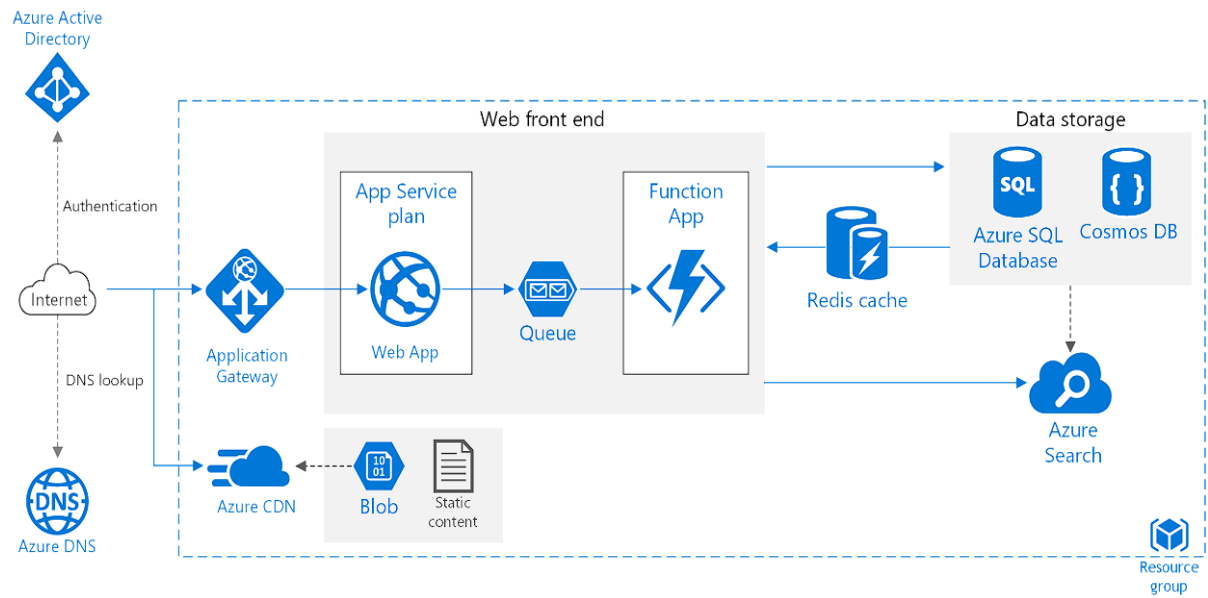 Azure Active
Directory
Authentication
Internet
DNS lookup
DNS
Azure DNS
Web front end
App Service
plan
Web App
Queue
Function
App
Application
Gateway
Azure CDN
10
01
Blob
Static
content
Redis cache
Data storage
SQL
Azure SQL
Database
{ }
Cosmos DB
Azure
Search
Resource
group